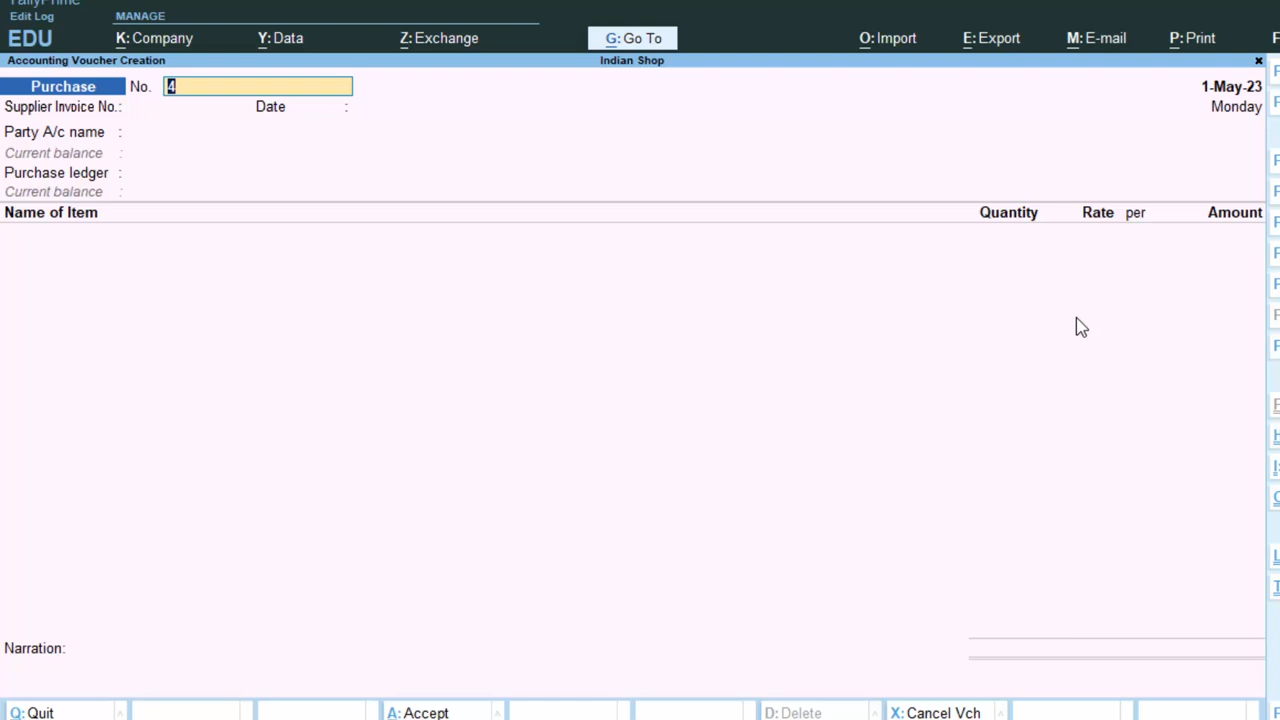 TallyPrime
Edit Log MANAGE
EDU K: Company Y: Data Z: Exchange G: Go To O: Import E: Export M: E-mail P: Print F
Accounting Voucher Creation Indian Shop ×
Purchase No. 4 1-May-23
Supplier Invoice No.: Date : Monday
Party A/c name :
Current balance :
Purchase ledger :
Current balance :
Name of Item Quantity Rate per Amount
Narration:
Q: Quit ^ A: Accept ^ D: Delete ^ X: Cancel Vch ^